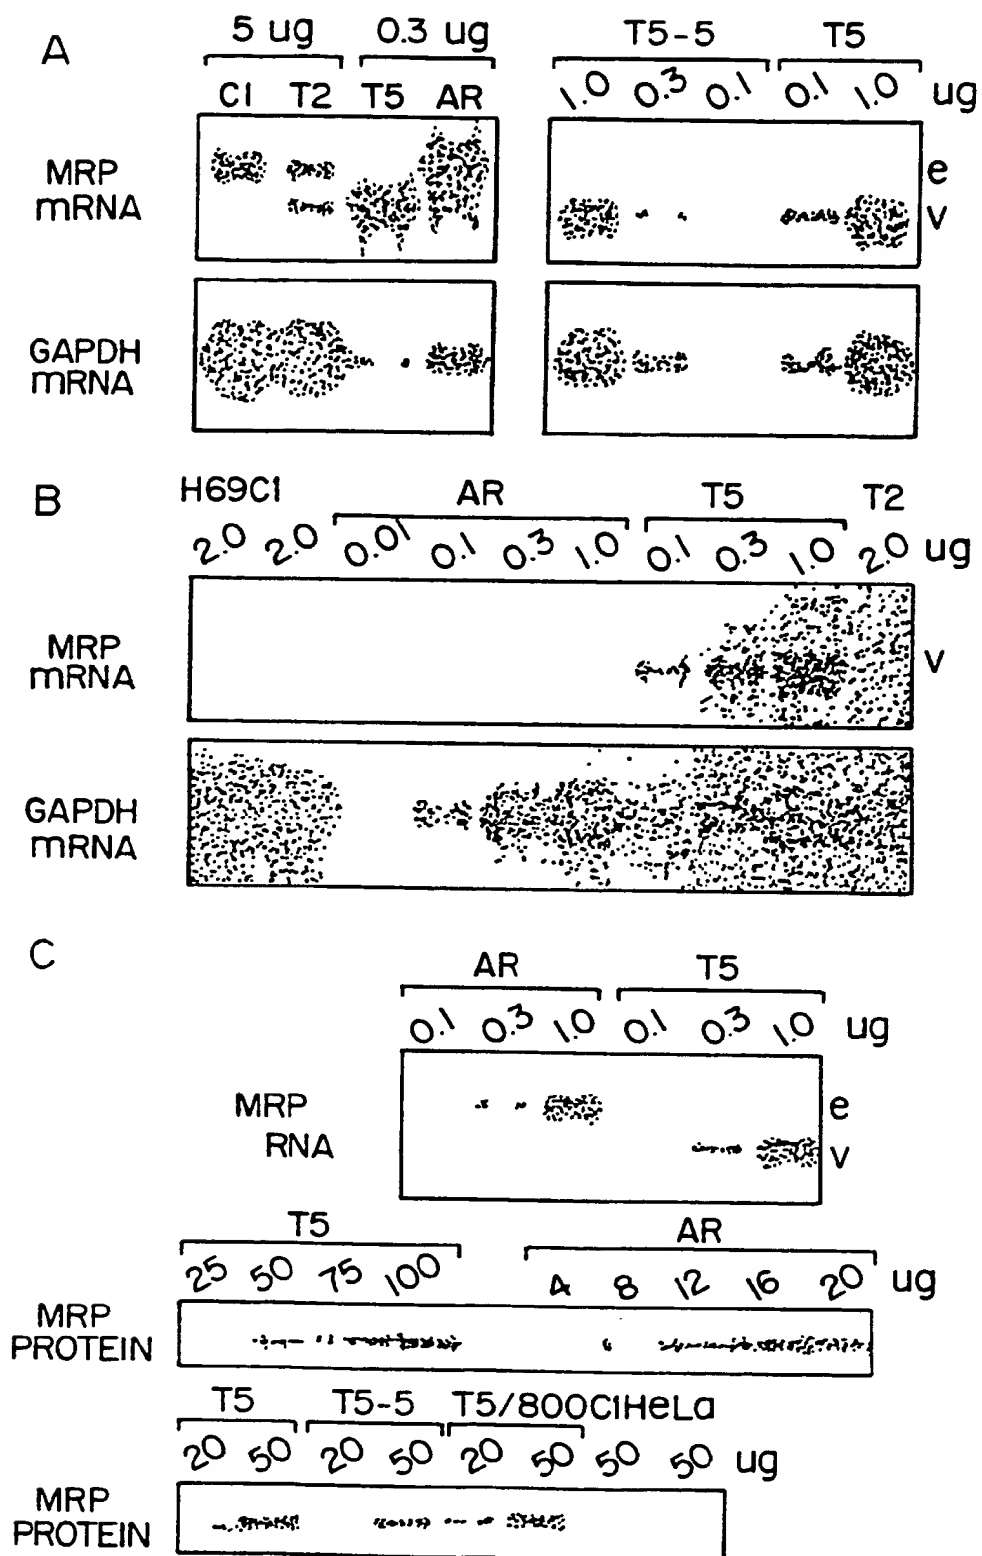 A
5 ug 0.3 ug T5-5 T5
C1 T2 T5 AR 1.0 0.3 0.1 0.1 1.0 ug
MRP
mRNA
e
v
GAPDH
mRNA
B
H69C1 AR T5 T2
2.0 2.0 0.01 0.1 0.3 1.0 0.1 0.3 1.0 2.0 ug
MRP
mRNA
v
GAPDH
mRNA
C
AR T5
0.1 0.3 1.0 0.1 0.3 1.0 ug
MRP
RNA
e
v
T5 AR
25 50 75 100 4 8 12 16 20 ug
MRP
PROTEIN
T5 T5-5 T5/800C1HeLa
20 50 20 50 20 50 50 50 ug
MRP
PROTEIN